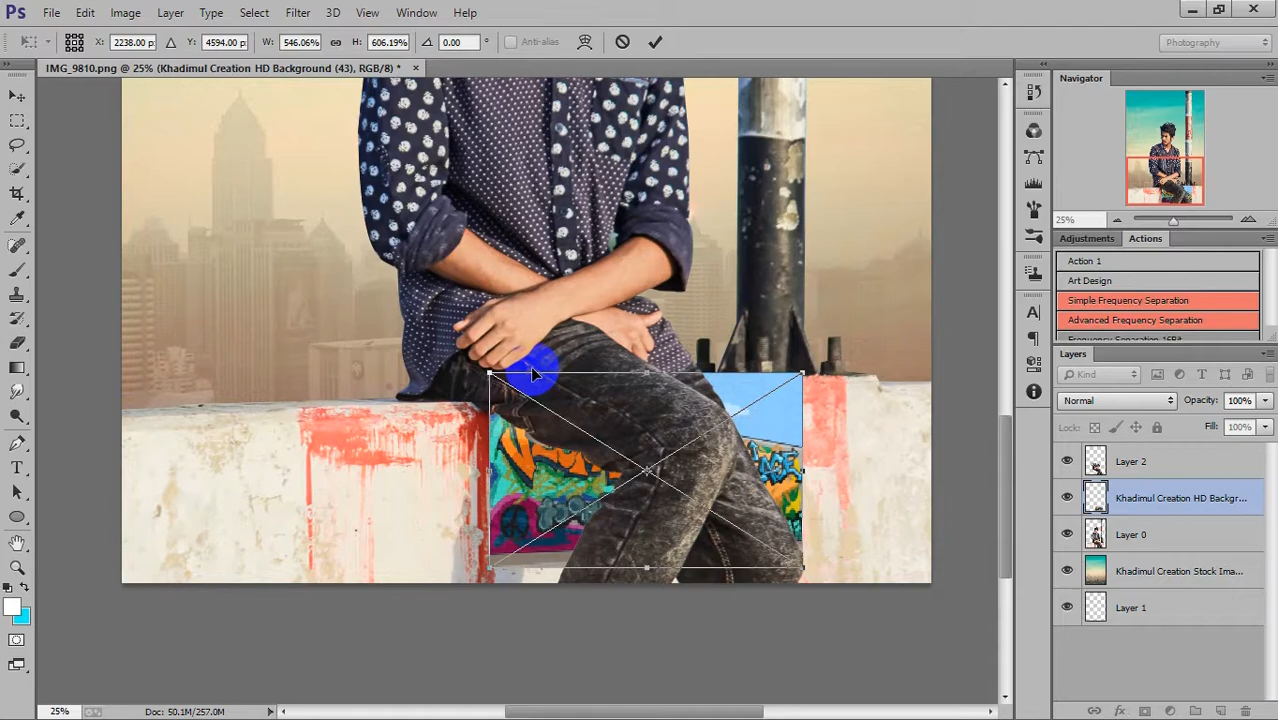 Ps File Edit Image Layer Type Select Filter 3D View Window Help
X: 2238.00 p Y: 4594.00 p W: 546.06% H: 606.19% 0.00 ° Anti-alias Photography
IMG_9810.png @ 25% (Khadimul Creation HD Background (43), RGB/8) * ×
Navigator
25%
Adjustments Actions
Action 1
Art Design
Simple Frequency Separation
Advanced Frequency Separation
Frequency Separation
Layers
Kind
Normal Opacity: 100%
Lock: Fill: 100%
Layer 2
Khadimul Creation HD Backgr...
Layer 0
Khadimul Creation Stock Ima...
Layer 1
25% Doc: 50.1M/257.0M